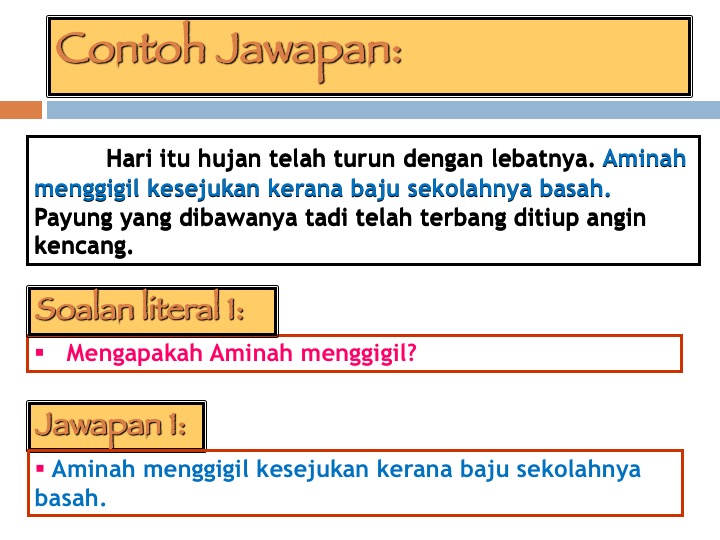 Contoh Jawapan:
Hari itu hujan telah turun dengan lebatnya. Aminah
menggigil kesejukan kerana baju sekolahnya basah.
Payung yang dibawanya tadi telah terbang ditiup angin
kencang.
Soalan literal 1:
▪ Mengapakah Aminah menggigil?
Jawapan 1:
▪ Aminah menggigil kesejukan kerana baju sekolahnya
basah.